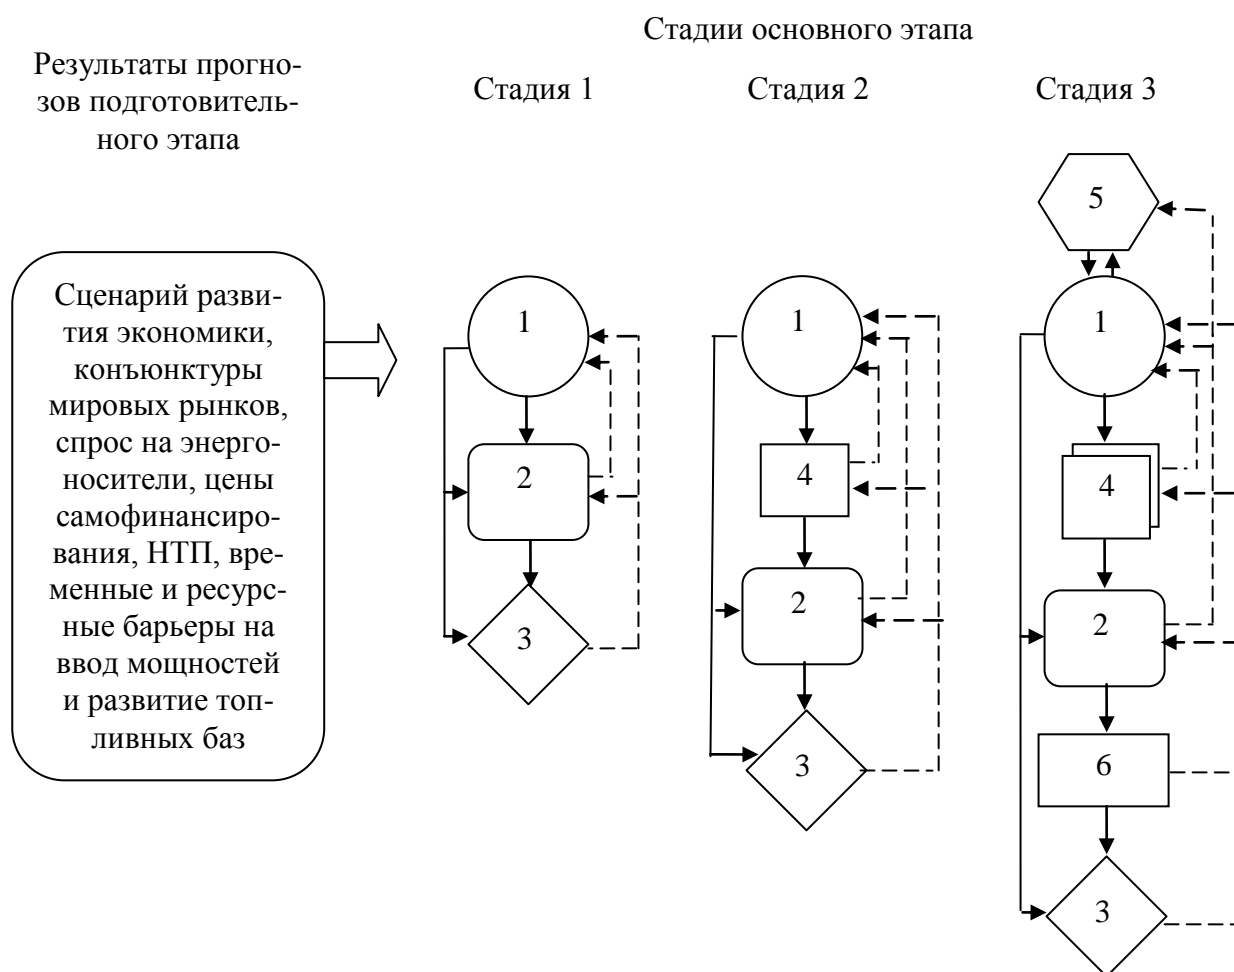 Стадии основного этапа
Результаты прогно-
зов подготовитель-
ного этапа
Стадия 1
Стадия 2
Стадия 3
Сценарий разви-
тия экономики,
конъюнктуры
мировых рынков,
спрос на энерго-
носители, цены
самофинансиро-
вания, НТП, вре-
менные и ресурс-
ные барьеры на
ввод мощностей
и развитие топ-
ливных баз
1
2
3
1
4
2
3
5
1
4
2
6
3